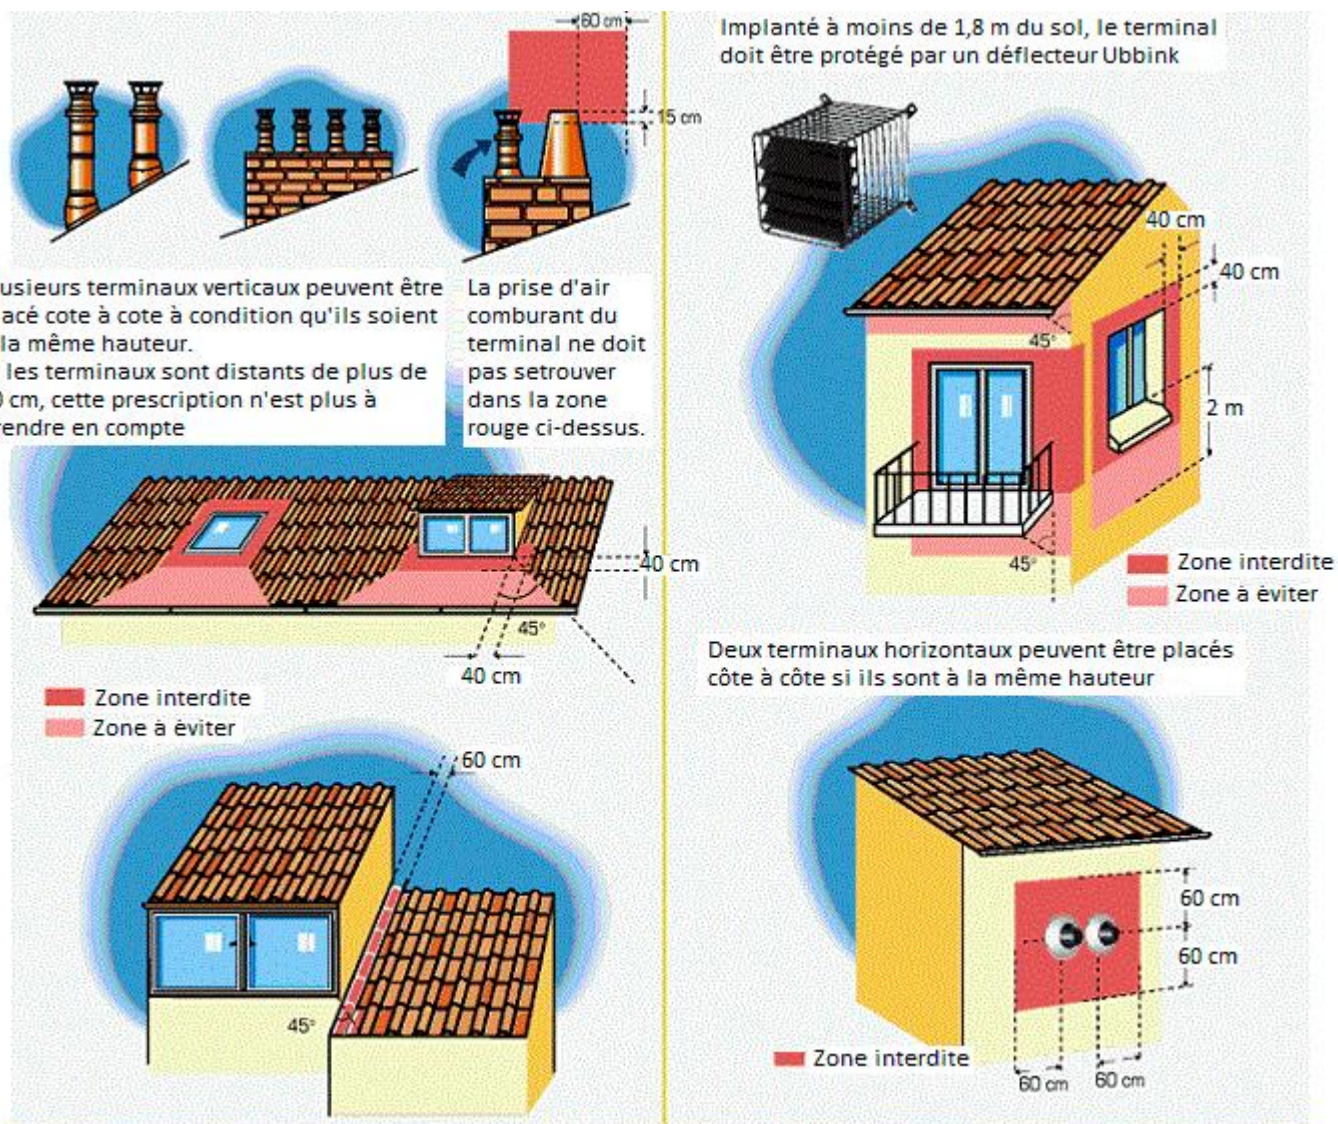 60 cm
15 cm
usieurs terminaux verticaux peuvent être
acé cote à cote à condition qu'ils soient
la même hauteur.
les terminaux sont distants de plus de
0 cm, cette prescription n'est plus à
rendre en compte
La prise d'air
comburant du
terminal ne doit
pas setrouver
dans la zone
rouge ci-dessus.
40 cm
45°
40 cm
Zone interdite
Zone à éviter
60 cm
45°
Implanté à moins de 1,8 m du sol, le terminal
doit être protégé par un déflecteur Ubbink
40 cm
40 cm
45°
2 m
45°
Zone interdite
Zone à éviter
Deux terminaux horizontaux peuvent être placés
côte à côte si ils sont à la même hauteur
60 cm
60 cm
Zone interdite
60 cm
60 cm